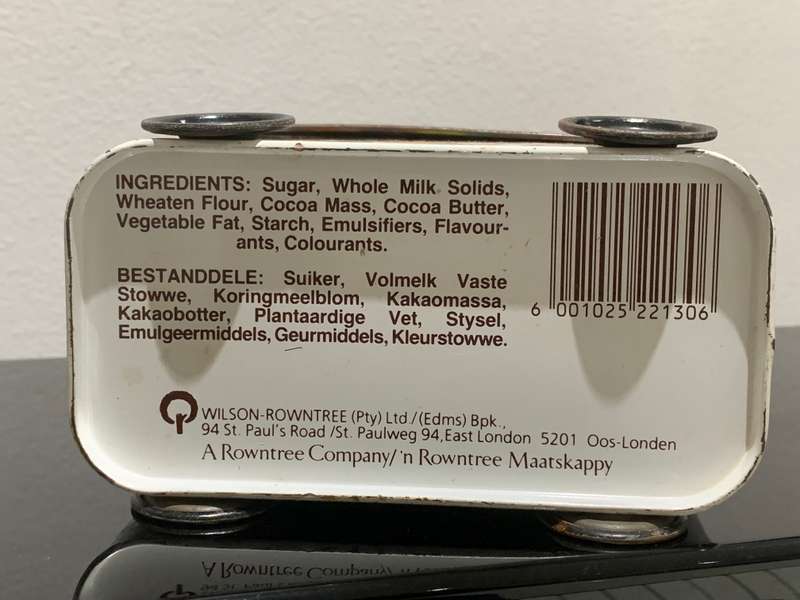 INGREDIENTS: Sugar, Whole Milk Solids,
Wheaten Flour, Cocoa Mass, Cocoa Butter,
Vegetable Fat, Starch, Emulsifiers, Flavour-
ants, Colourants.
BESTANDDELE: Suiker, Volmelk Vaste
Stowwe, Koringmeelblom, Kakaomassa,
Kakaobotter, Plantaardige Vet, Stysel,
Emulgeermiddels, Geurmiddels, Kleurstowwe.
6 001025 221306
WILSON-ROWNTREE (Pty) Ltd./(Edms) Bpk.,
94 St. Paul's Road /St. Paulweg 94, East London 5201 Oos-Londen
A Rowntree Company/'n Rowntree Maatskappy